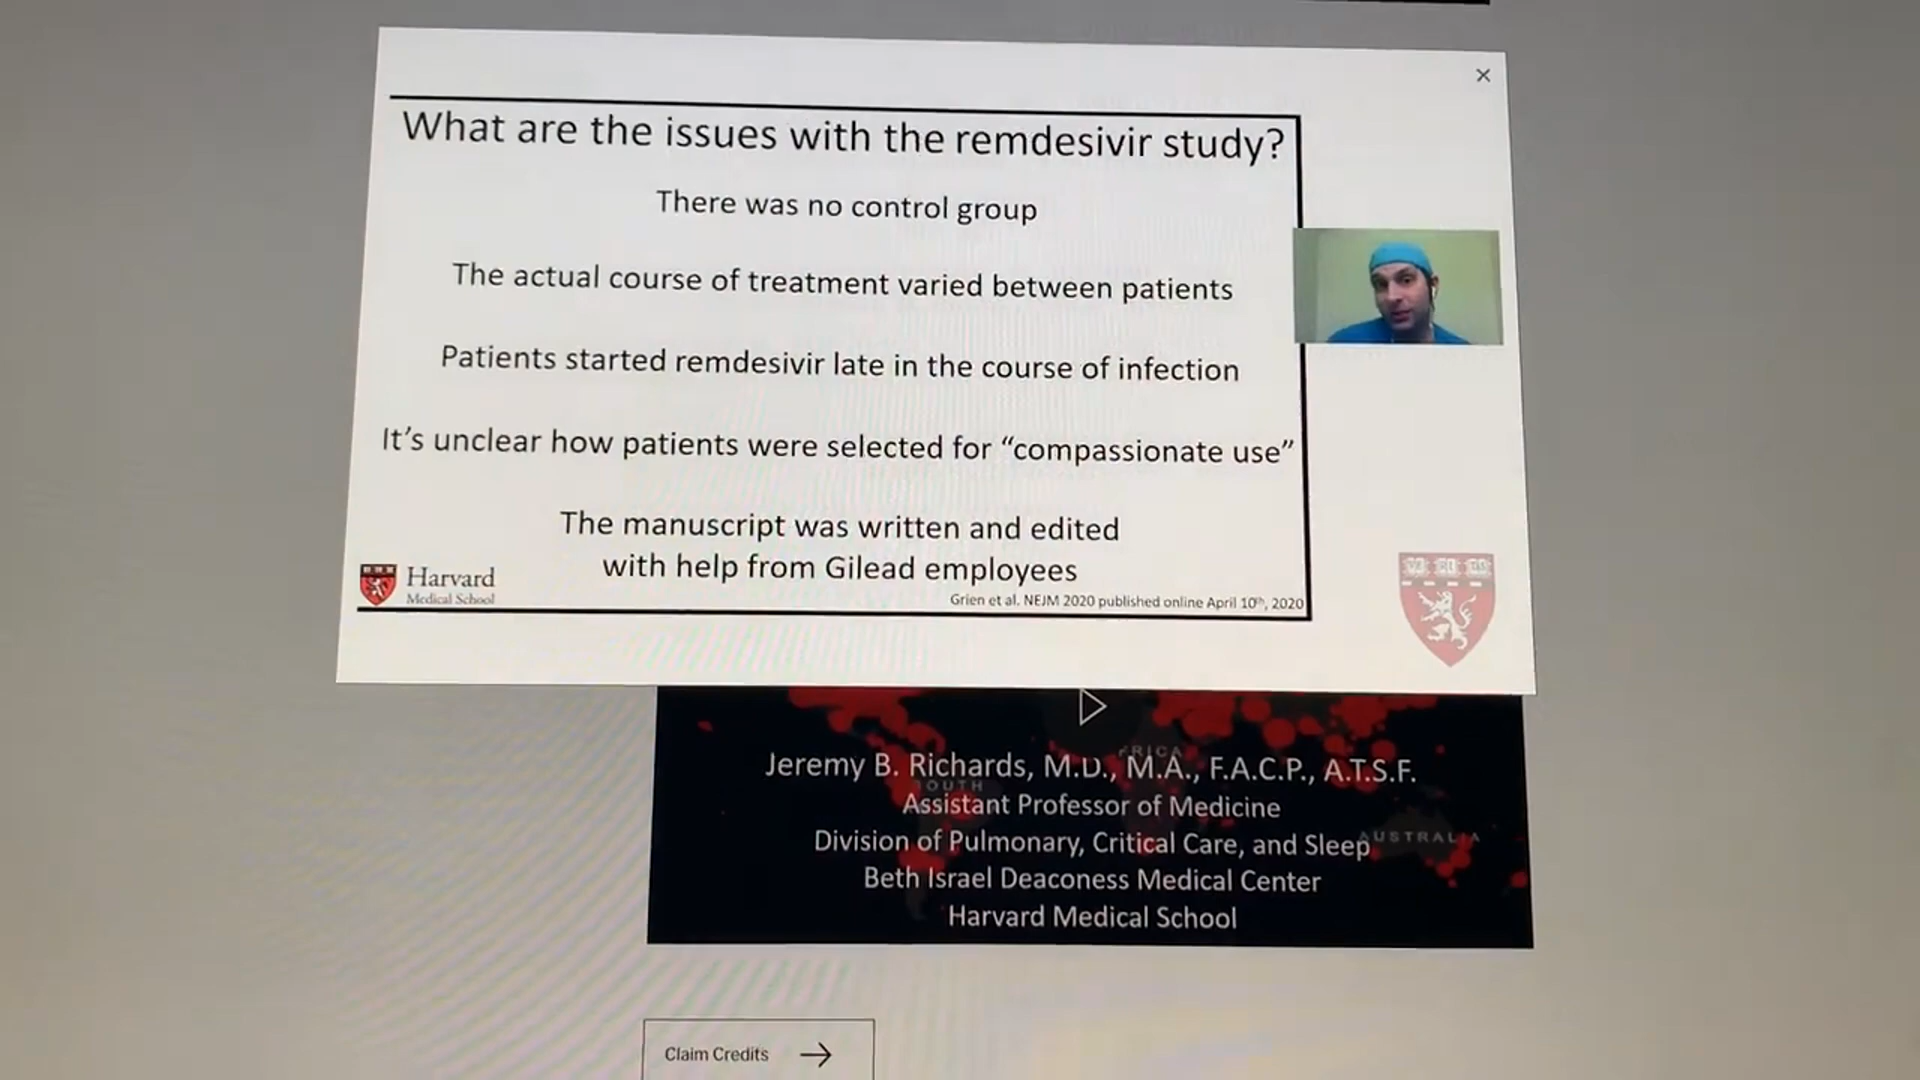 What are the issues with the remdesivir study?
There was no control group
The actual course of treatment varied between patients
Patients started remdesivir late in the course of infection
It's unclear how patients were selected for “compassionate use”
The manuscript was written and edited
with help from Gilead employees
Harvard
Medical School
Grien et al. NEJM 2020 published online April 10th, 2020
Jeremy B. Richards, M.D., M.A., F.A.C.P., A.T.S.F.
Assistant Professor of Medicine
Division of Pulmonary, Critical Care, and Sleep
AUSTRALIA
Beth Israel Deaconess Medical Center
Harvard Medical School
Claim Credits